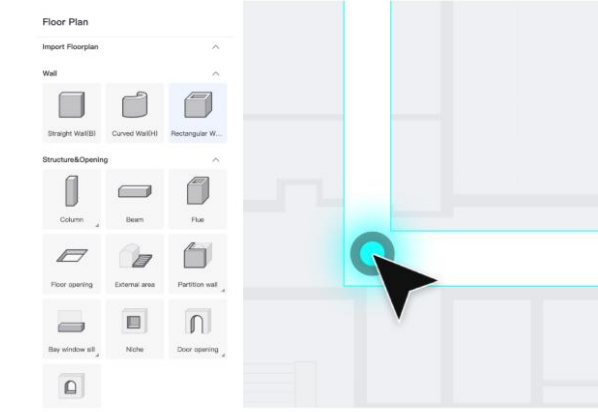 Floor Plan
Import Floorplan
Wall
Straight Wall(B)
Curved Wall(H)
Rectangular W...
Structure&Opening
Column
Beam
Flue
Floor opening
External area
Partition wall
Bay window sill
Niche
Door opening